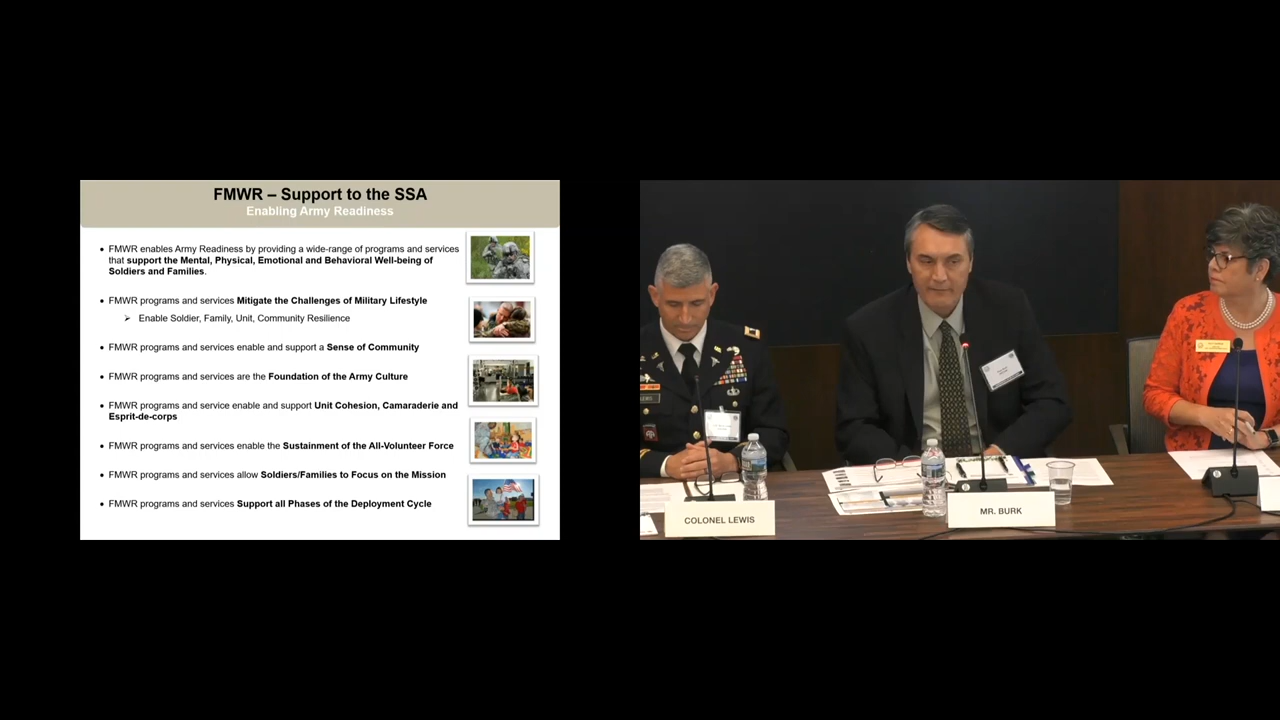 FMWR – Support to the SSA
Enabling Army Readiness
• FMWR enables Army Readiness by providing a wide-range of programs and services
that support the Mental, Physical, Emotional and Behavioral Well-being of
Soldiers and Families.
• FMWR programs and services Mitigate the Challenges of Military Lifestyle
➢ Enable Soldier, Family, Unit, Community Resilience
• FMWR programs and services enable and support a Sense of Community
• FMWR programs and services are the Foundation of the Army Culture
• FMWR programs and service enable and support Unit Cohesion, Camaraderie and
Esprit-de-corps
• FMWR programs and services enable the Sustainment of the All-Volunteer Force
• FMWR programs and services allow Soldiers/Families to Focus on the Mission
• FMWR programs and services Support all Phases of the Deployment Cycle
LEWIS
COLONEL LEWIS
MR. BURK